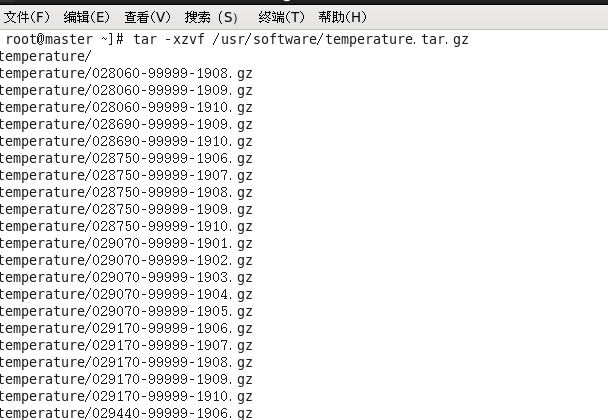 文件(F) 编辑(E) 查看(V) 搜索 (S) 终端(T) 帮助(H)
root@master ~]# tar -xzvf /usr/software/temperature.tar.gz
temperature/
temperature/028060-99999-1908.gz
temperature/028060-99999-1909.gz
temperature/028060-99999-1910.gz
temperature/028690-99999-1909.gz
temperature/028690-99999-1910.gz
temperature/028750-99999-1906.gz
temperature/028750-99999-1907.gz
temperature/028750-99999-1908.gz
temperature/028750-99999-1909.gz
temperature/028750-99999-1910.gz
temperature/029070-99999-1901.gz
temperature/029070-99999-1902.gz
temperature/029070-99999-1903.gz
temperature/029070-99999-1904.gz
temperature/029070-99999-1905.gz
temperature/029170-99999-1906.gz
temperature/029170-99999-1907.gz
temperature/029170-99999-1908.gz
temperature/029170-99999-1909.gz
temperature/029170-99999-1910.gz
temperature/029440-99999-1906.gz